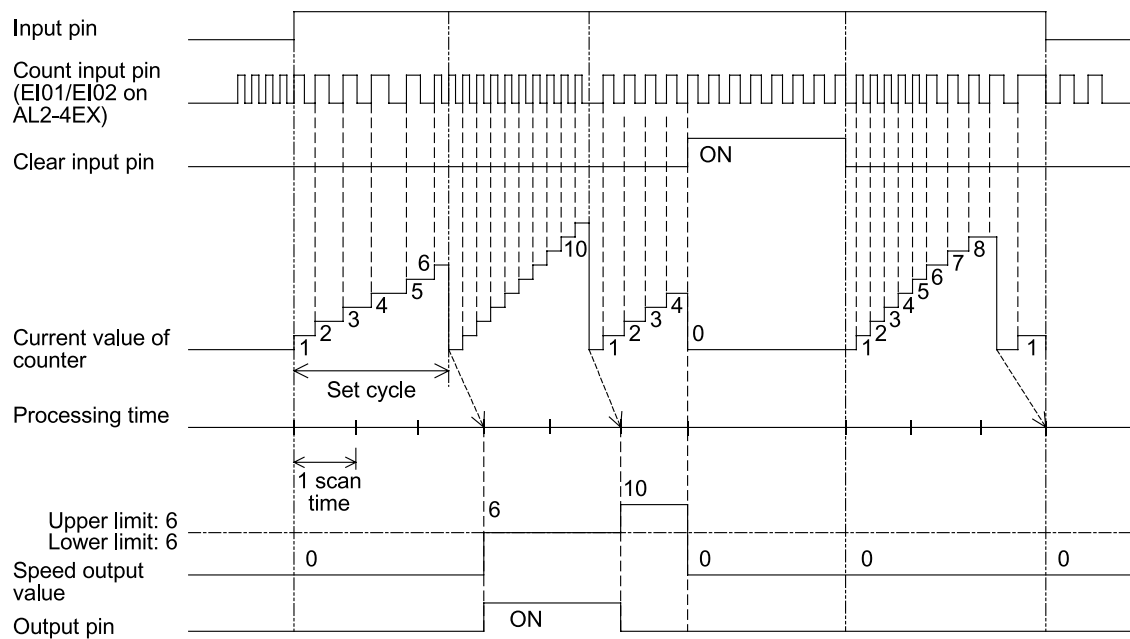 Input pin
Count input pin
(EI01/EI02 on
AL2-4EX)
Clear input pin
ON
6
10
8
7
6
5
4
3
2
1
5
4
3
2
1
4
3
2
1
0
Current value of
counter
Set cycle
Processing time
1 scan
time
10
6
Upper limit: 6
Lower limit: 6
0
0
0
0
Speed output
value
ON
Output pin
1